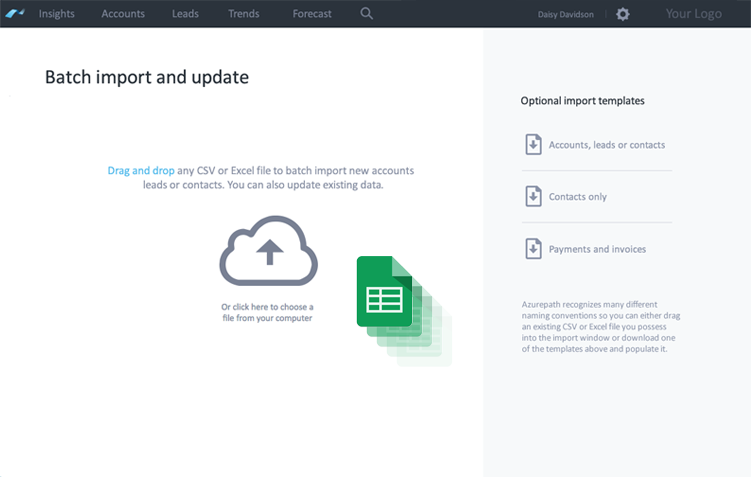 Insights Accounts Leads Trends Forecast Daisy Davidson Your Logo
Batch import and update
Drag and drop any CSV or Excel file to batch import new accounts
leads or contacts. You can also update existing data.
Or click here to choose a
file from your computer
Optional import templates
Accounts, leads or contacts
Contacts only
Payments and invoices
Azurepath recognizes many different
naming conventions so you can either drag
an existing CSV or Excel file you possess
into the import window or download one
of the templates above and populate it.